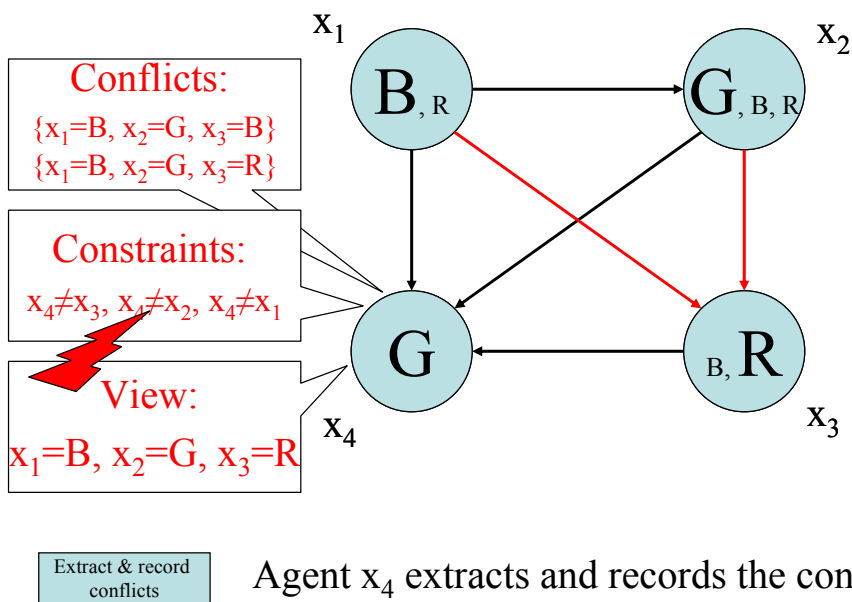 x₁
x₂
Conflicts:
{x₁=B, x₂=G, x₃=B}
{x₁=B, x₂=G, x₃=R}
B, R
G, B, R
Constraints:
x₄≠x₃, x₄≠x₂, x₄≠x₁
G
B, R
View:
x₁=B, x₂=G, x₃=R
x₄
x₃
Extract & record
conflicts
Agent x₄ extracts and records the con